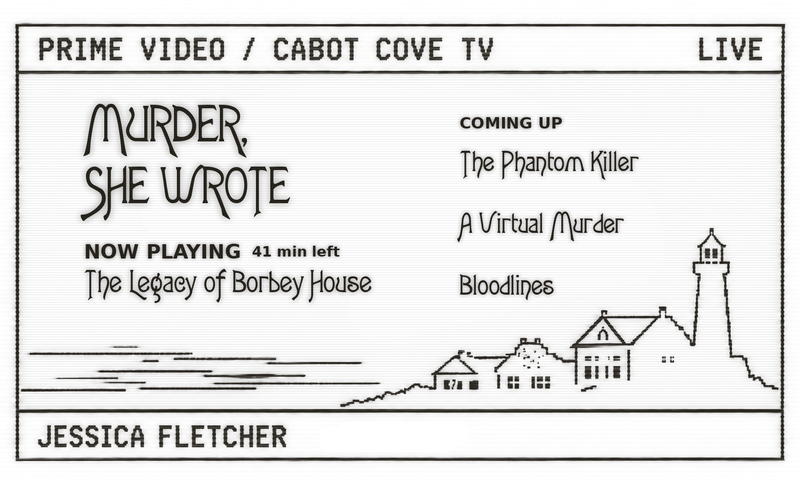 PRIME VIDEO / CABOT COVE TV
LIVE
MURDER,
SHE WROTE
NOW PLAYING 41 min left
The Legacy of Borbey House
COMING UP
The Phantom Killer
A Virtual Murder
Bloodlines
JESSICA FLETCHER